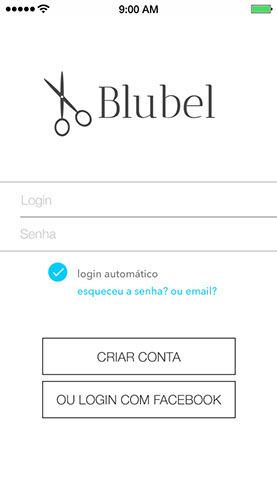 9:00 AM
Blubel
Login
Senha
login automático
esqueceu a senha? ou email?
CRIAR CONTA
OU LOGIN COM FACEBOOK